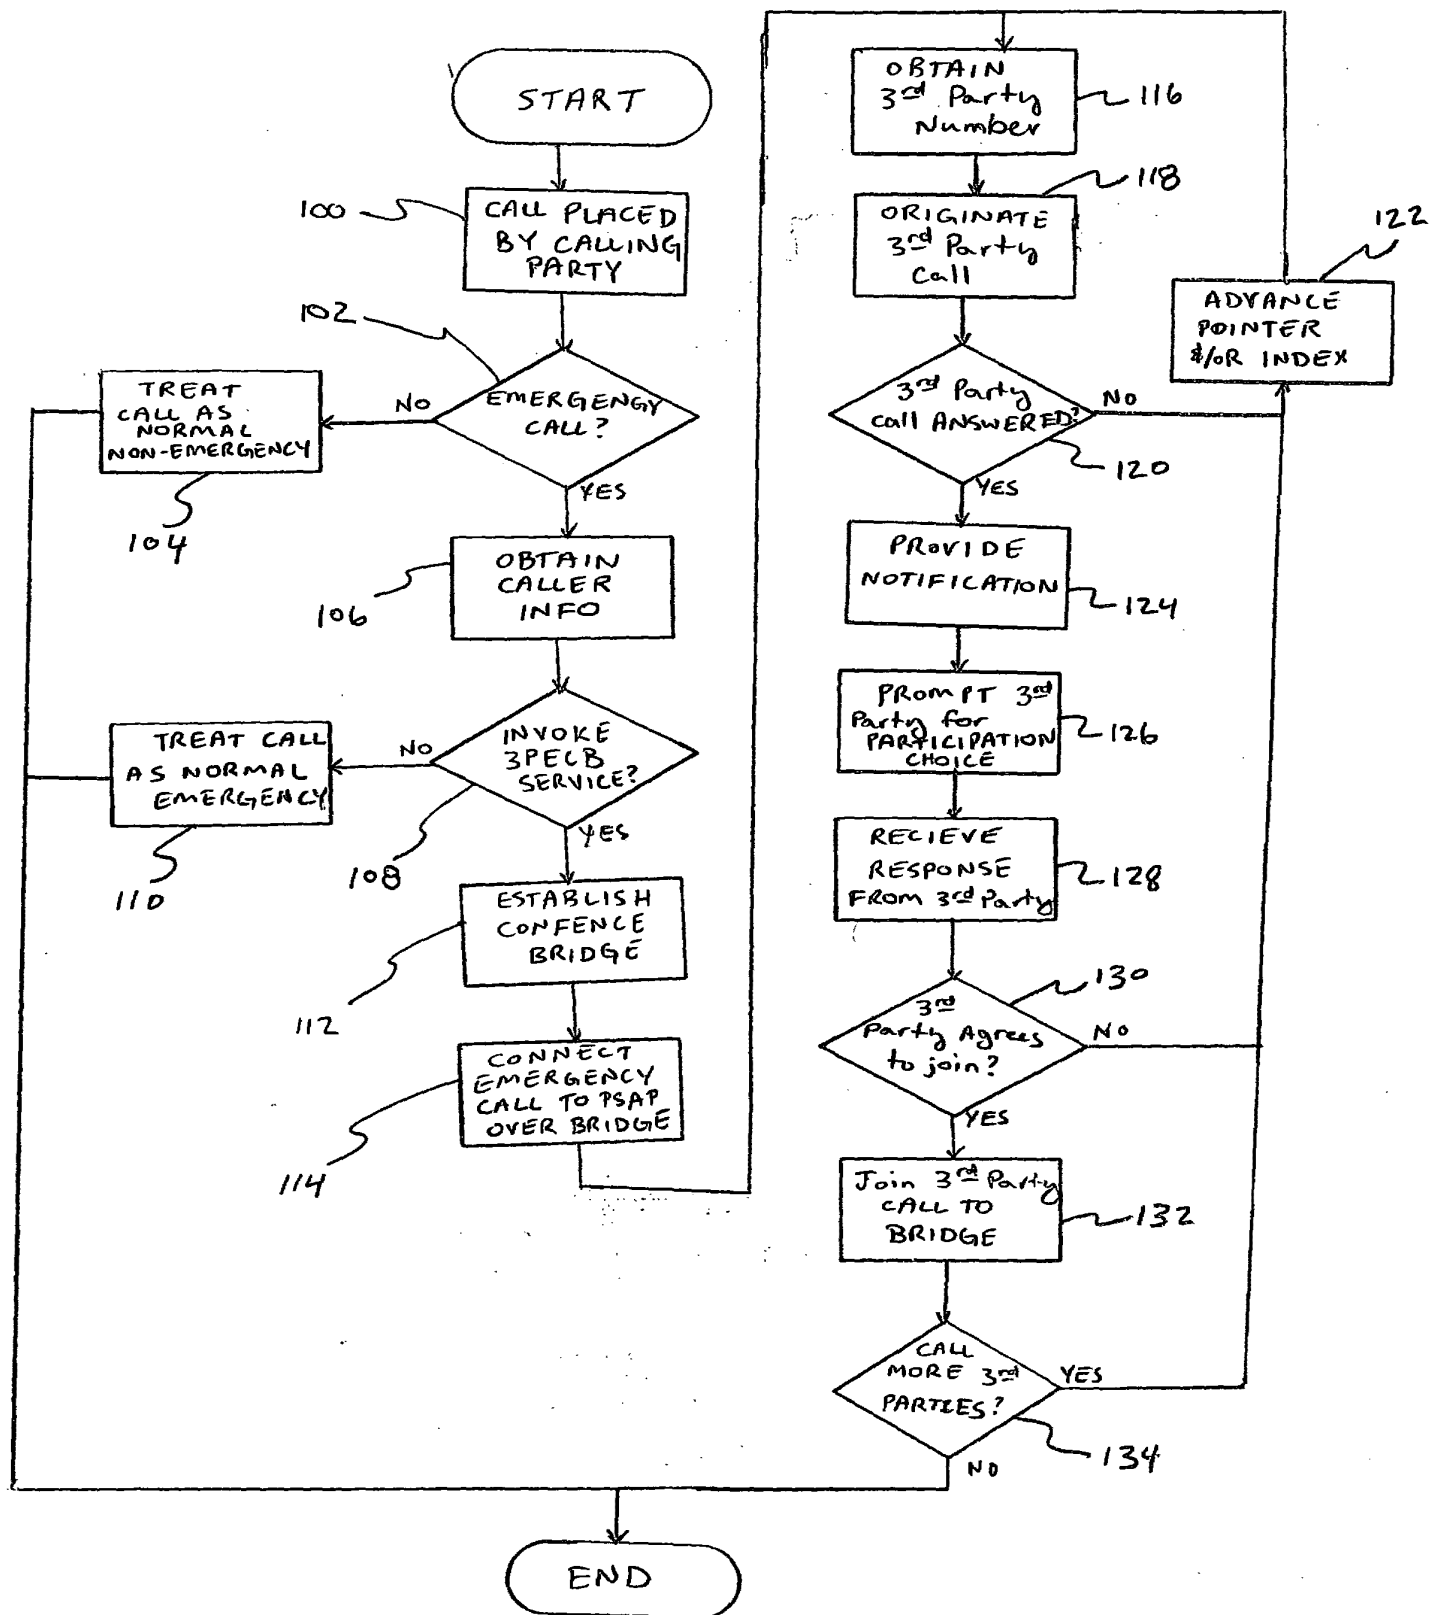 START
100
CALL PLACED
BY CALLING
PARTY
102
EMERGENGY
CALL?
NO
YES
TREAT
CALL AS
NORMAL
NON-EMERGENCY
104
OBTAIN
CALLER
INFO
106
INVOKE
3PECB
SERVICE?
NO
YES
108
TREAT CALL
AS NORMAL
EMERGENCY
110
ESTABLISH
CONFENCE
BRIDGE
112
CONNECT
EMERGENCY
CALL TO PSAP
OVER BRIDGE
114
OBTAIN
3rd Party
Number
116
ORIGINATE
3rd Party
Call
118
3rd Party
Call ANSWERED?
NO
YES
120
ADVANCE
POINTER
&/OR INDEX
122
PROVIDE
NOTIFICATION
124
PROMPT 3rd
Party for
PARTICIPATION
CHOICE
126
RECIEVE
RESPONSE
FROM 3rd Party
128
3rd
Party Agrees
to join?
130
NO
YES
Join 3rd Party
CALL TO
BRIDGE
132
CALL
MORE 3rd
PARTIES?
YES
134
NO
END